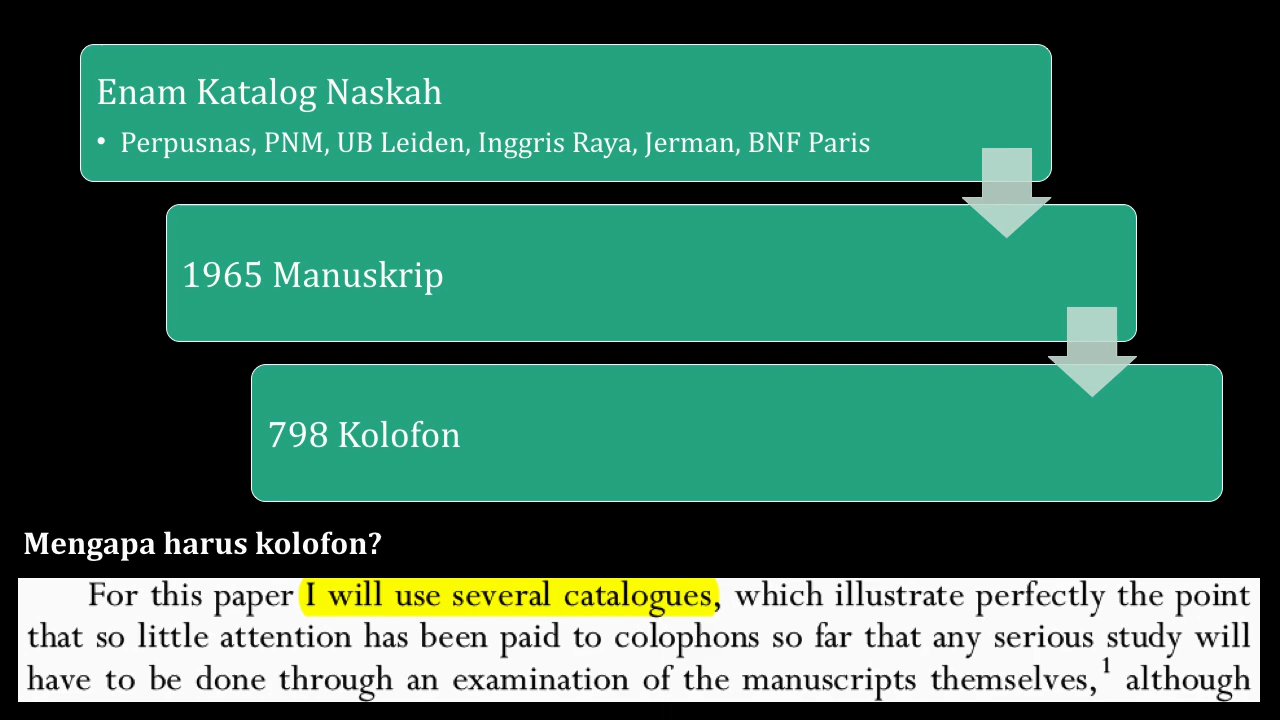 Enam Katalog Naskah
• Perpusnas, PNM, UB Leiden, Inggris Raya, Jerman, BNF Paris
1965 Manuskrip
798 Kolofon
Mengapa harus kolofon?
For this paper I will use several catalogues, which illustrate perfectly the point
that so little attention has been paid to colophons so far that any serious study will
have to be done through an examination of the manuscripts themselves,¹ although